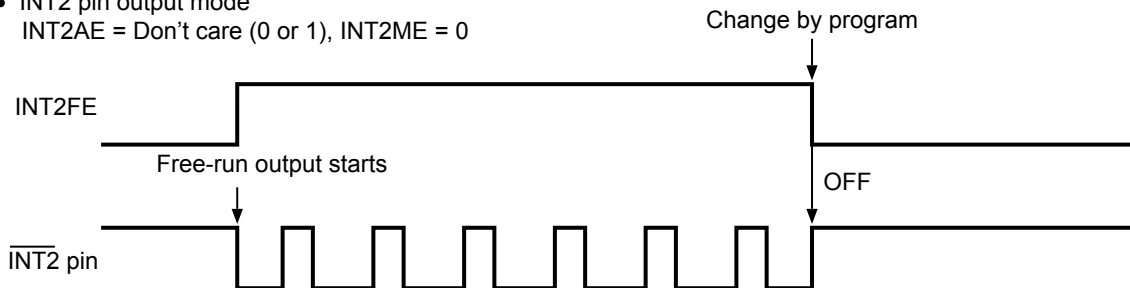 • INT2 pin output mode
INT2AE = Don’t care (0 or 1), INT2ME = 0
Change by program
INT2FE
Free-run output starts
OFF
INT2 pin